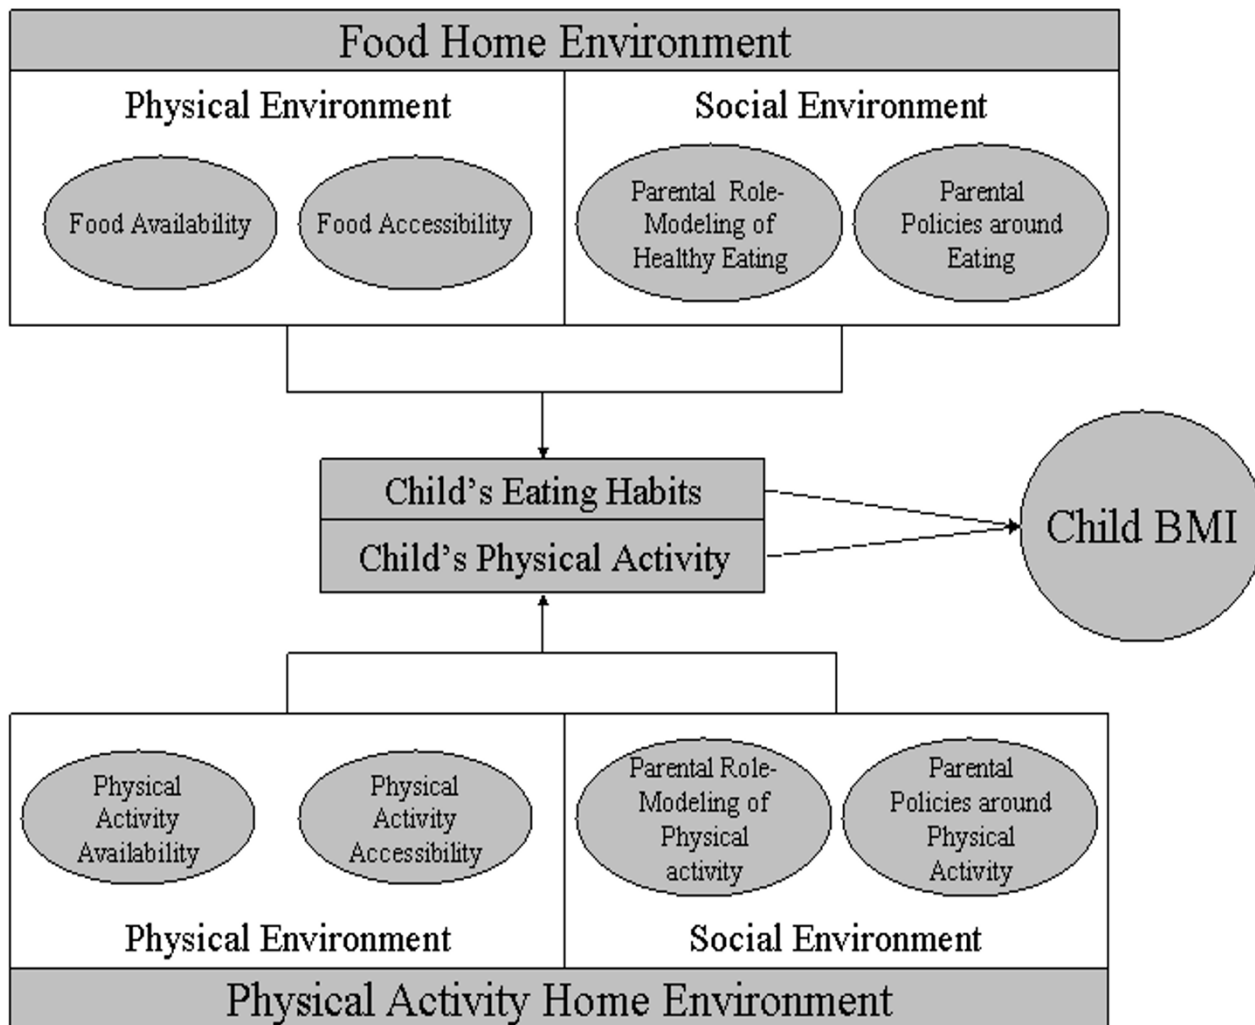 Food Home Environment
Physical Environment
Social Environment
Food Availability
Food Accessibility
Parental Role-
Modeling of
Healthy Eating
Parental
Policies around
Eating
Child's Eating Habits
Child's Physical Activity
Child BMI
Physical
Activity
Availability
Physical
Activity
Accessibility
Parental Role-
Modeling of
Physical
activity
Parental
Policies around
Physical
Activity
Physical Environment
Social Environment
Physical Activity Home Environment